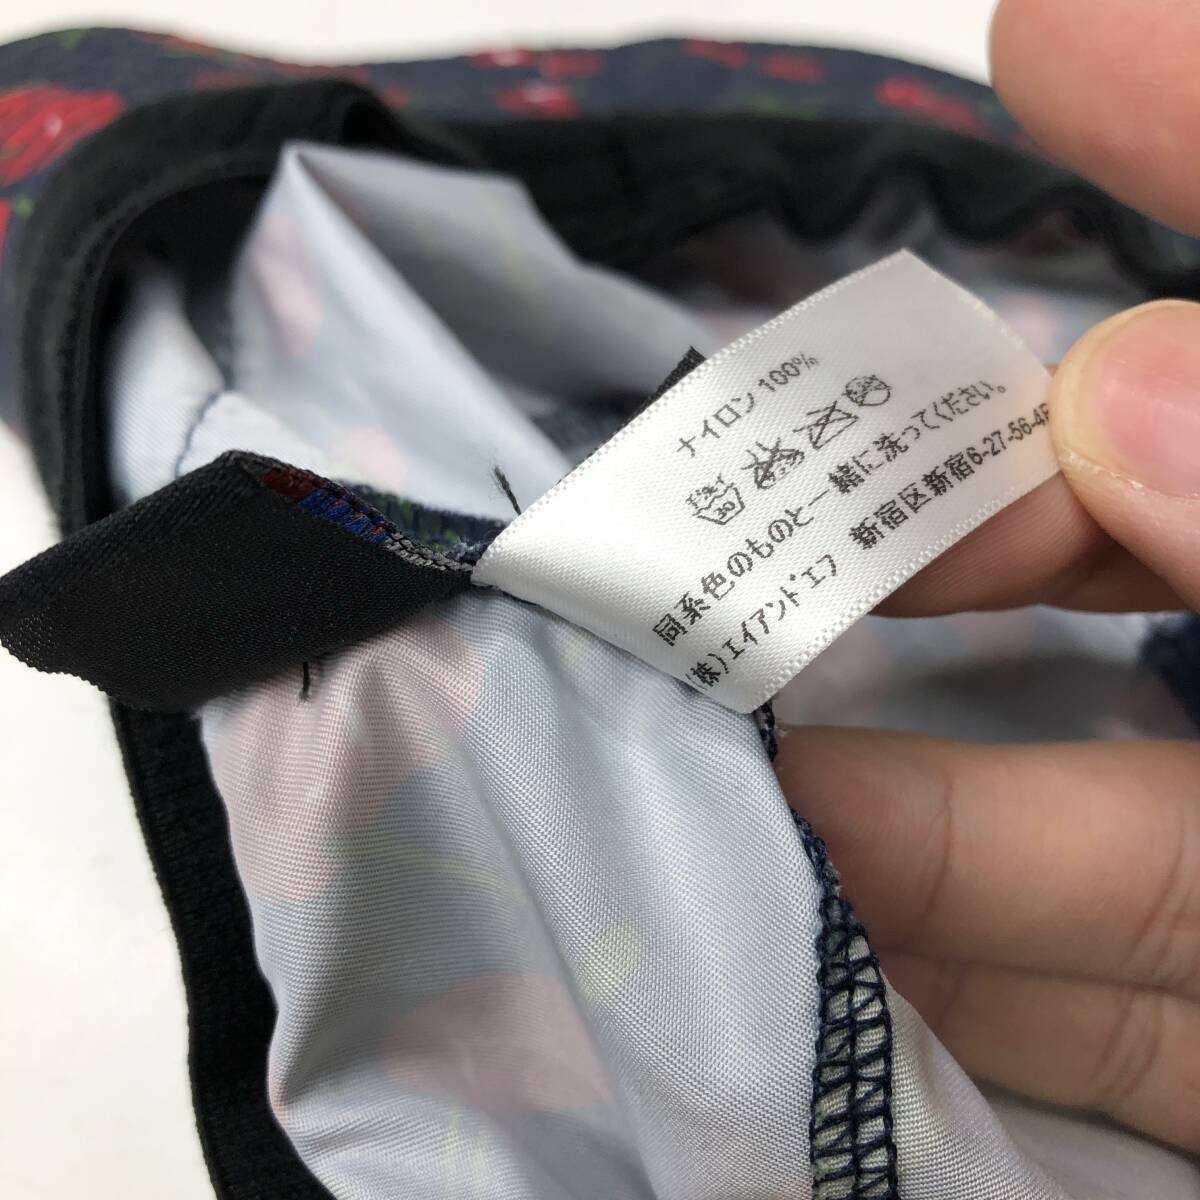 ナイロン 100%
同系色のものと一緒に洗ってください。
(株)エイアンドエフ 新宿区新宿6-27-56-4F